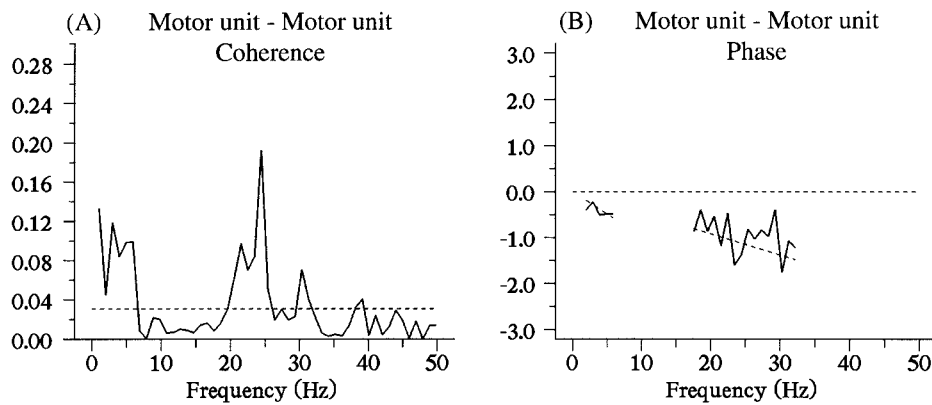 (A) Motor unit - Motor unit
Coherence
0.28
0.24
0.20
0.16
0.12
0.08
0.04
0.00
0 10 20 30 40 50
Frequency (Hz)
(B) Motor unit - Motor unit
Phase
3.0
2.0
1.0
0.0
-1.0
-2.0
-3.0
0 10 20 30 40 50
Frequency (Hz)